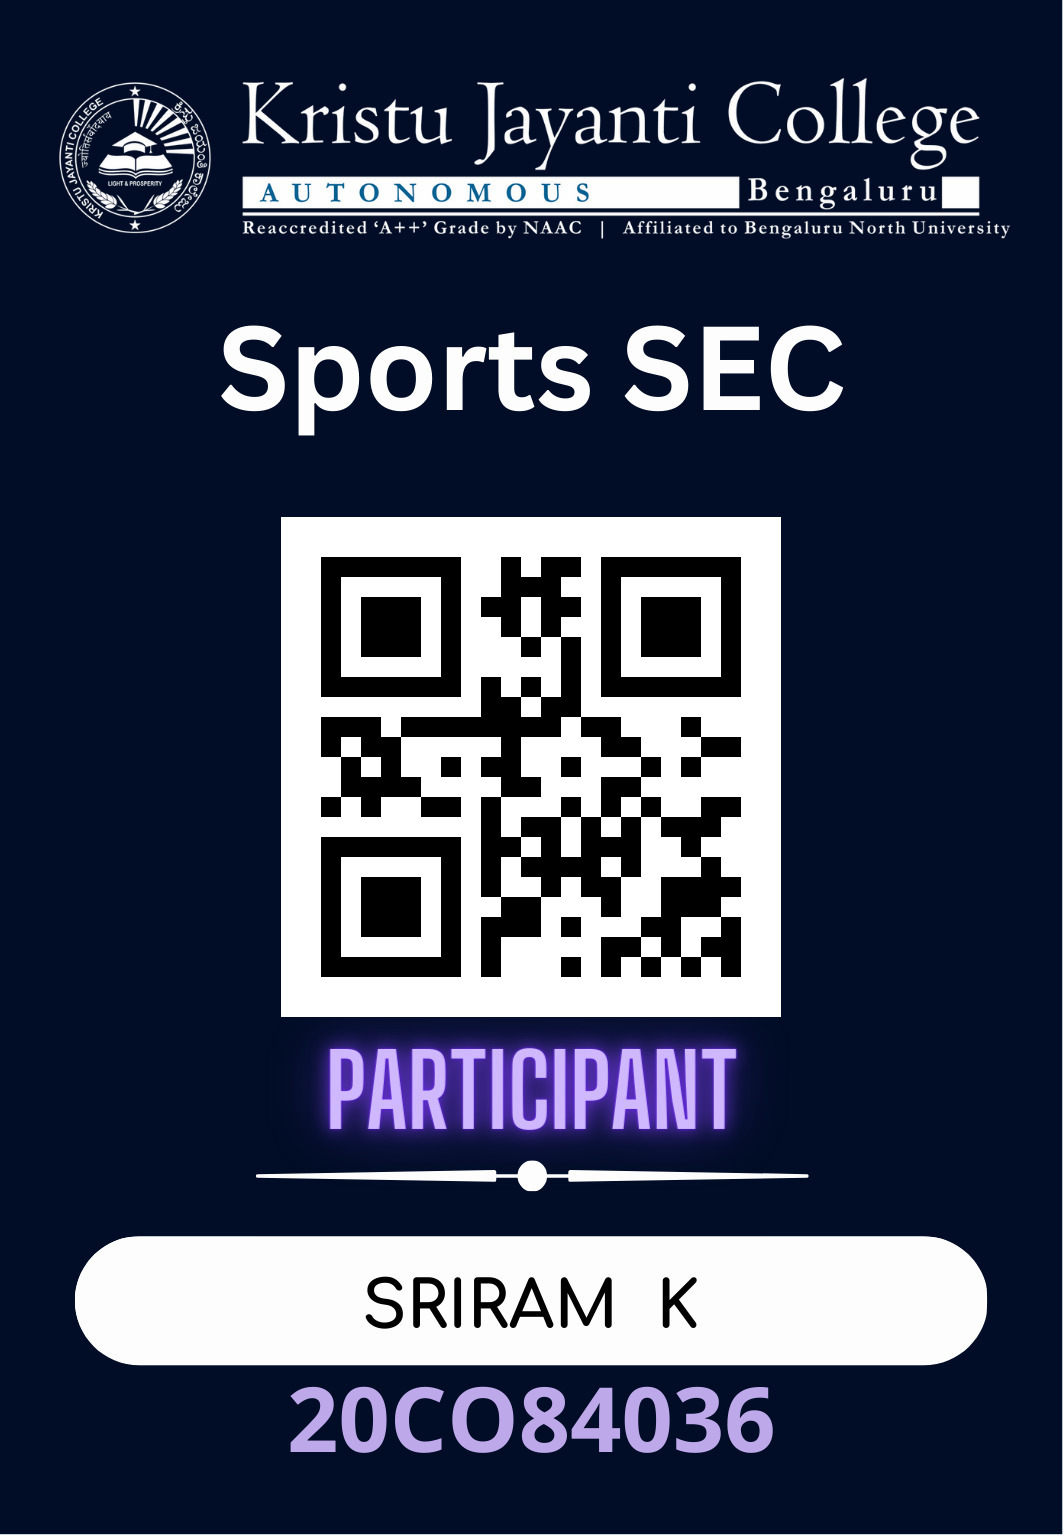 KRISTU JAYANTI COLLEGE
LIGHT & PROSPERITY
Kristu Jayanti College
AUTONOMOUS Bengaluru
Reaccredited ‘A++’ Grade by NAAC | Affiliated to Bengaluru North University
Sports SEC
PARTICIPANT
SRIRAM K
20CO84036